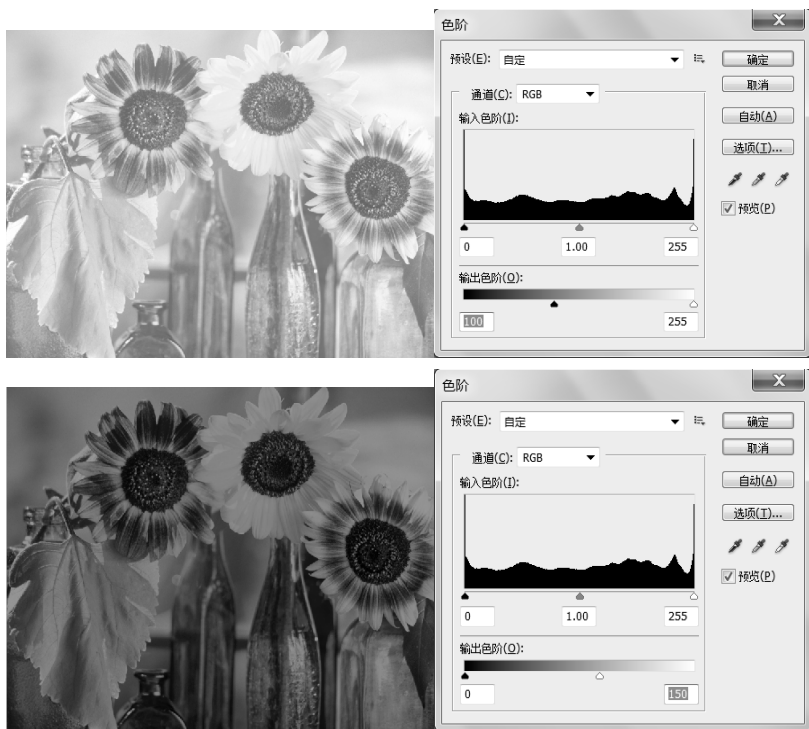 色阶
预设(E): 自定
确定
取消
通道(C): RGB
自动(A)
输入色阶(I):
选项(T)...
预览(P)
0 1.00 255
输出色阶(O):
100 255
色阶
预设(E): 自定
确定
取消
通道(C): RGB
自动(A)
输入色阶(I):
选项(T)...
预览(P)
0 1.00 255
输出色阶(O):
0 150